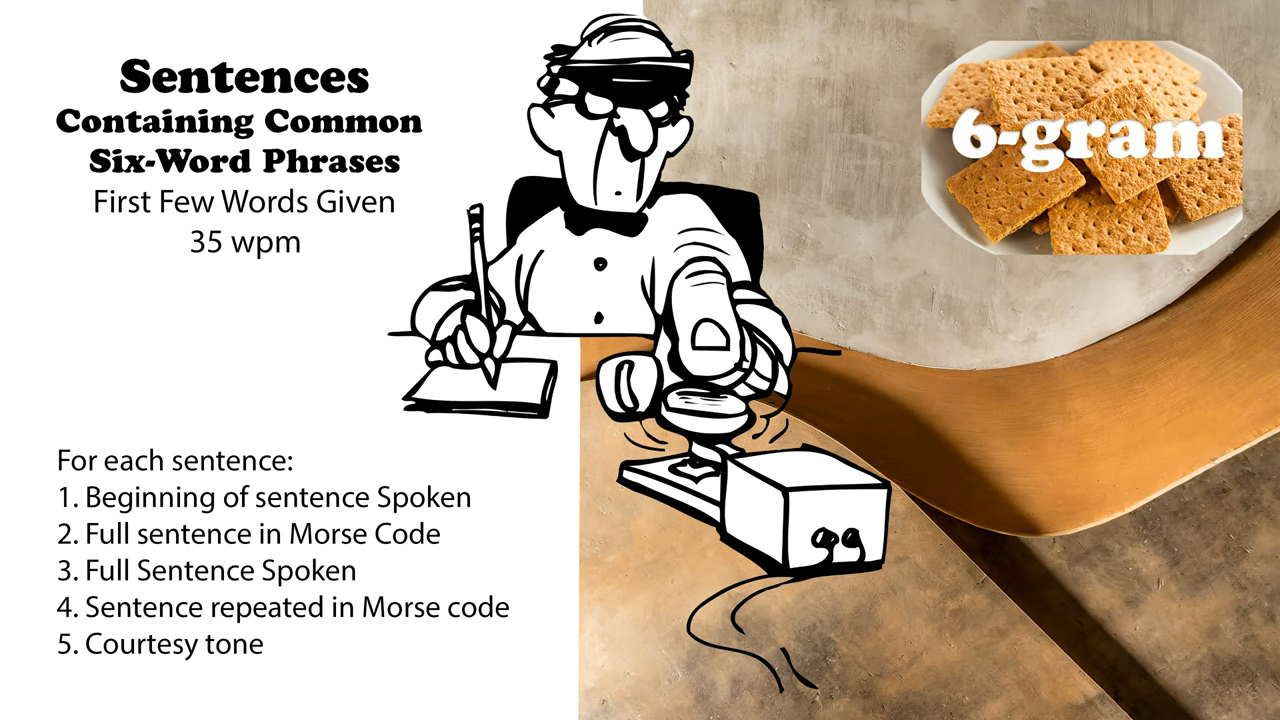 Sentences
Containing Common
Six-Word Phrases
First Few Words Given
35 wpm
6-gram
For each sentence:
1. Beginning of sentence Spoken
2. Full sentence in Morse Code
3. Full Sentence Spoken
4. Sentence repeated in Morse code
5. Courtesy tone